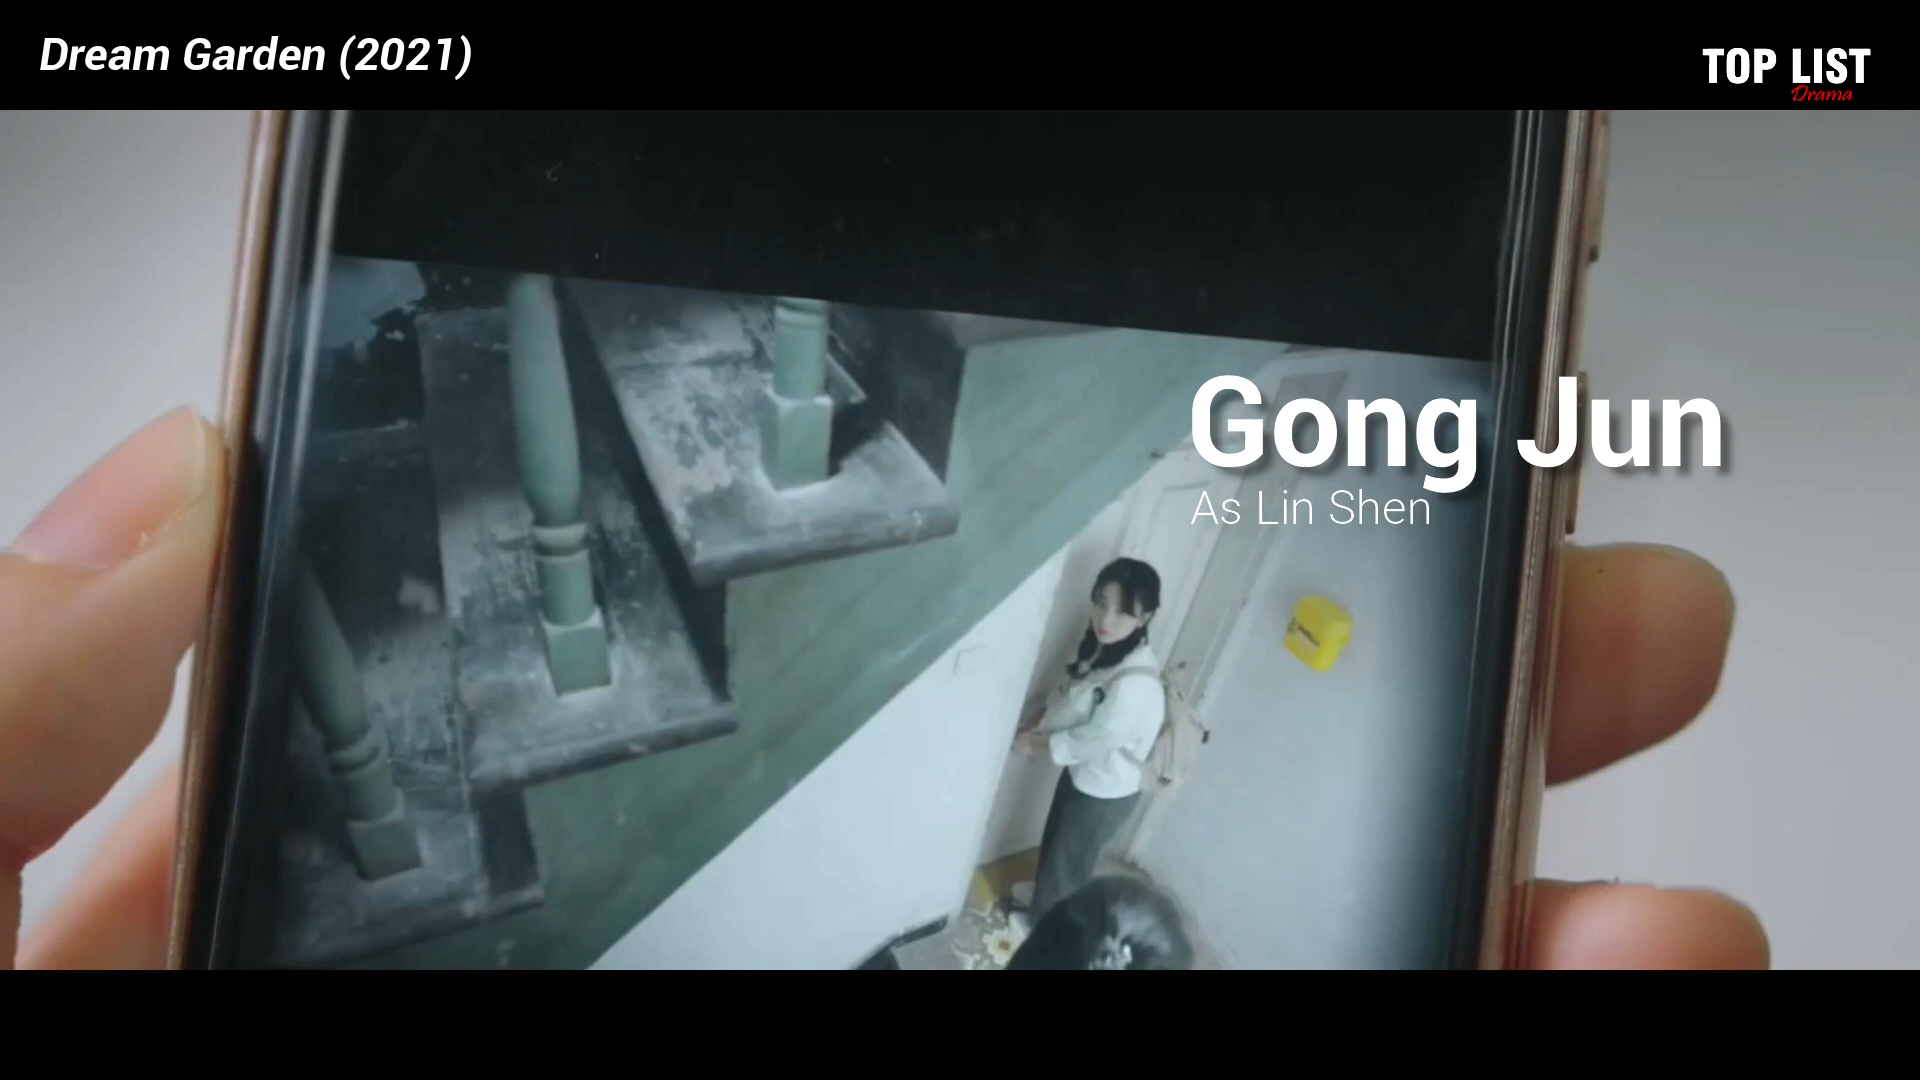 Dream Garden (2021)
TOP LIST
Drama
Gong Jun
As Lin Shen